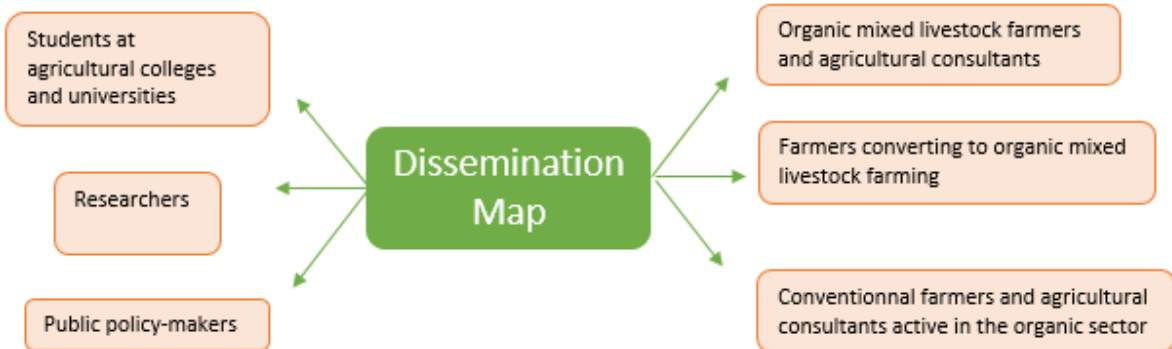 Students at
agricultural colleges
and universities
Researchers
Public policy-makers
Dissemination
Map
Organic mixed livestock farmers
and agricultural consultants
Farmers converting to organic mixed
livestock farming
Conventionnal farmers and agricultural
consultants active in the organic sector